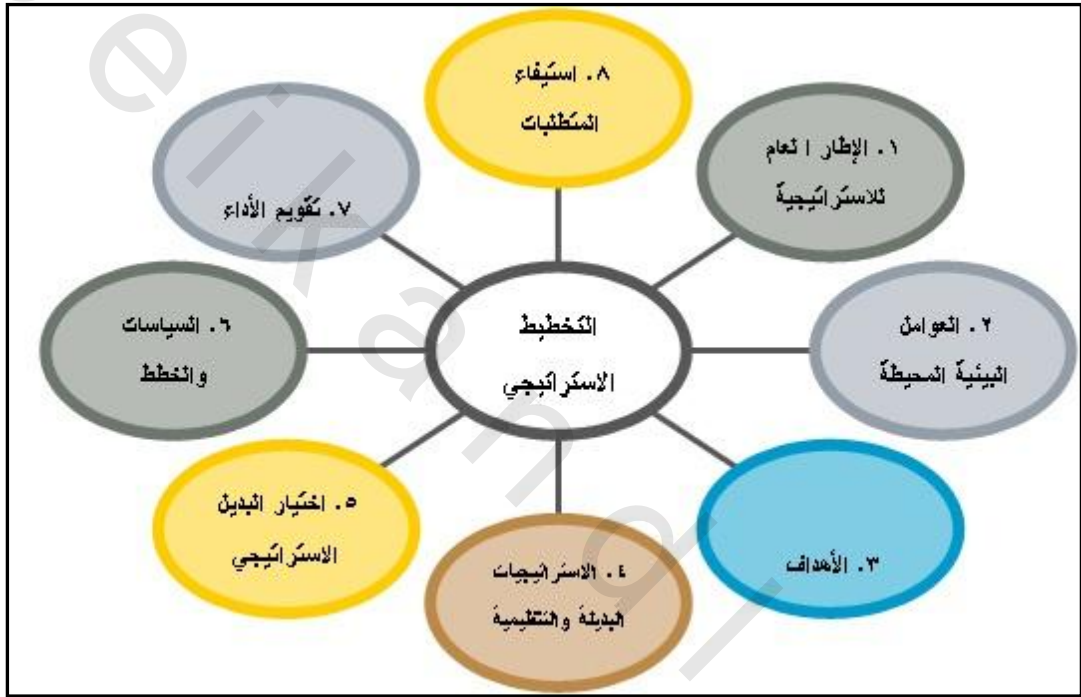 التخطيط
الاستراتيجي
١. الإطار العام
للاستراتيجية
٢. العوامل
البيئية المحيطة
٣. الأهداف
٤. الاستراتيجيات
البديلة والتنظيمية
٥. اختيار البديل
الاستراتيجي
٦. السياسات
والخطط
٧. تقويم الأداء
٨. استيفاء
المتطلبات